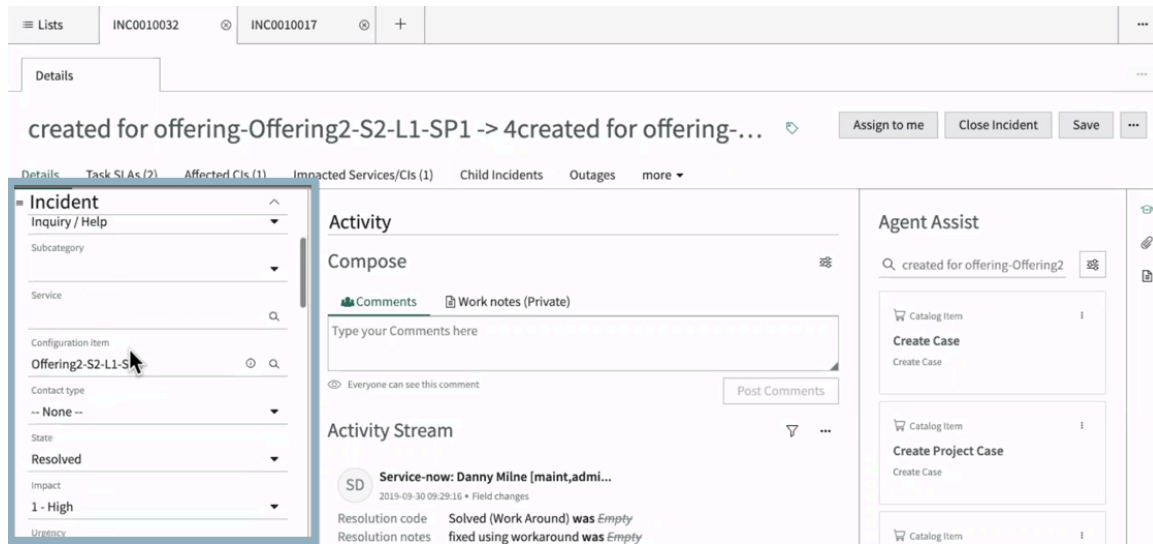 Lists
INC0010032
INC0010017
Details
created for offering-Offering2-S2-L1-SP1 -> 4created for offering-...
Assign to me
Close Incident
Save
Details
Task SLAs (2)
Affected CIs (1)
Impacted Services/CIs (1)
Child Incidents
Outages
more
Incident
Inquiry / Help
Subcategory
Service
Configuration item
Offering2-S2-L1-S
Contact type
-- None --
State
Resolved
Impact
1 - High
Urgency
Activity
Compose
Comments
Work notes (Private)
Type your Comments here
Everyone can see this comment
Post Comments
Activity Stream
SD
Service-now: Danny Milne [maint,admi...
2019-09-30 09:29:16 • Field changes
Resolution code Solved (Work Around) was Empty
Resolution notes fixed using workaround was Empty
Agent Assist
created for offering-Offering2
Catalog Item
Create Case
Create Case
Catalog Item
Create Project Case
Create Case
Catalog Item